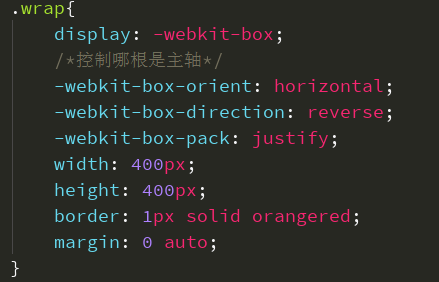 .wrap{
display: -webkit-box;
/*控制哪根是主轴*/
-webkit-box-orient: horizontal;
-webkit-box-direction: reverse;
-webkit-box-pack: justify;
width: 400px;
height: 400px;
border: 1px solid orangered;
margin: 0 auto;
}